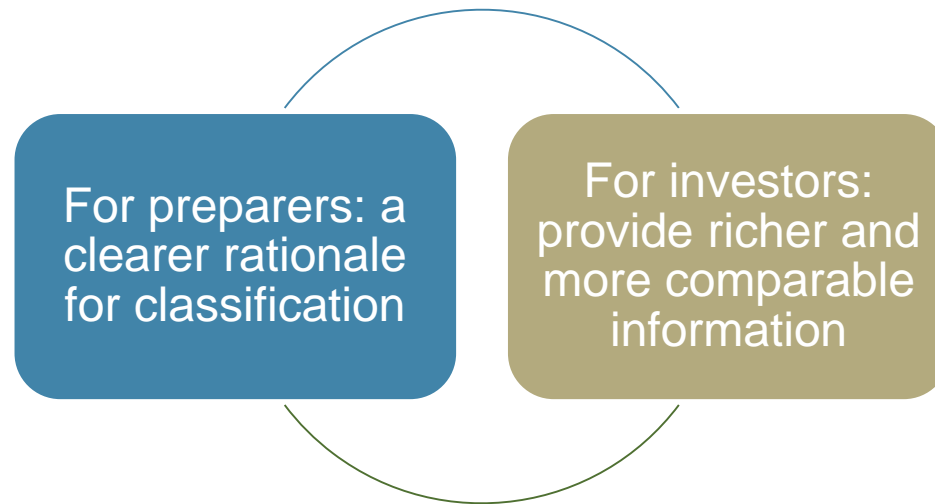 For preparers: a
clearer rationale
for classification
For investors:
provide richer and
more comparable
information